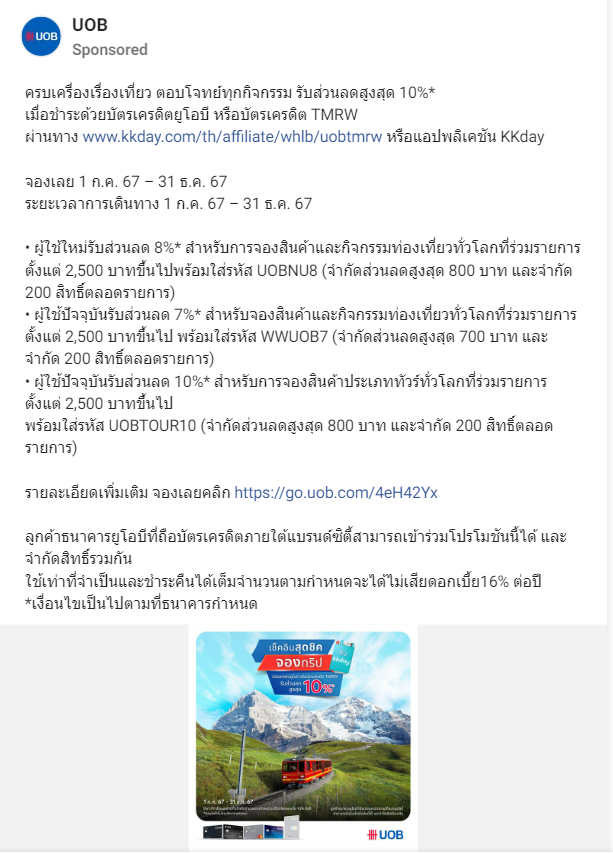 UOB
UOB
Sponsored
ครบเครื่องเรื่องเที่ยว ตอบโจทย์ทุกกิจกรรม รับส่วนลดสูงสุด 10%*
เมื่อชำระด้วยบัตรเครดิตยูโอบี หรือบัตรเครดิต TMRW
ผ่านทาง www.kkday.com/th/affiliate/whlb/uobtmrw หรือแอปพลิเคชัน KKday
จองเลย 1 ก.ค. 67 – 31 ธ.ค. 67
ระยะเวลาการเดินทาง 1 ก.ค. 67 – 31 ธ.ค. 67
• ผู้ใช้ใหม่รับส่วนลด 8%* สำหรับการจองสินค้าและกิจกรรมท่องเที่ยวทั่วโลกที่ร่วมรายการ
ตั้งแต่ 2,500 บาทขึ้นไปพร้อมใส่รหัส UOBNU8 (จำกัดส่วนลดสูงสุด 800 บาท และจำกัด
200 สิทธิ์ตลอดรายการ)
• ผู้ใช้ปัจจุบันรับส่วนลด 7%* สำหรับจองสินค้าและกิจกรรมท่องเที่ยวทั่วโลกที่ร่วมรายการ
ตั้งแต่ 2,500 บาทขึ้นไป พร้อมใส่รหัส WWUOB7 (จำกัดส่วนลดสูงสุด 700 บาท และ
จำกัด 200 สิทธิ์ตลอดรายการ)
• ผู้ใช้ปัจจุบันรับส่วนลด 10%* สำหรับการจองสินค้าประเภททัวร์ทั่วโลกที่ร่วมรายการ
ตั้งแต่ 2,500 บาทขึ้นไป
พร้อมใส่รหัส UOBTOUR10 (จำกัดส่วนลดสูงสุด 800 บาท และจำกัด 200 สิทธิ์ตลอด
รายการ)
รายละเอียดเพิ่มเติม จองเลยคลิก https://go.uob.com/4eH42Yx
ลูกค้าธนาคารยูโอบีที่ถือบัตรเครดิตภายใต้แบรนด์ซิตี้สามารถเข้าร่วมโปรโมชันนี้ได้ และ
จำกัดสิทธิ์รวมกัน
ใช้เท่าที่จำเป็นและชำระคืนได้เต็มจำนวนตามกำหนดจะได้ไม่เสียดอกเบี้ย16% ต่อปี
*เงื่อนไขเป็นไปตามที่ธนาคารกำหนด
เช็คอินสุดชิค
จองทริป
กับ
kkday
รับส่วนลด
สูงสุด 10%*
1 ก.ค. 67 - 31 ธ.ค. 67
UOB